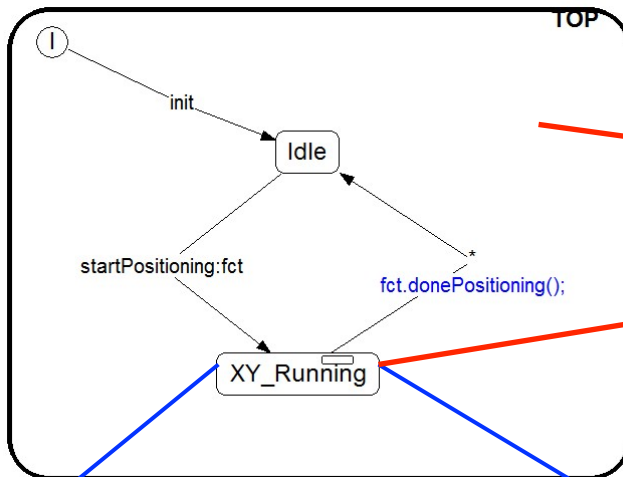 TOP
I
init
Idle
startPositioning:fct
*
fct.donePositioning();
XY_Running